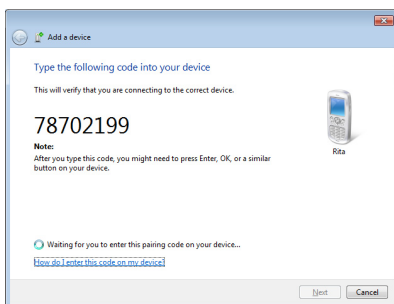 Add a device
Type the following code into your device
This will verify that you are connecting to the correct device.
78702199
Rita
Note:
After you type this code, you might need to press Enter, OK, or a similar
button on your device.
Waiting for you to enter this pairing code on your device...
How do I enter this code on my device?
Next Cancel